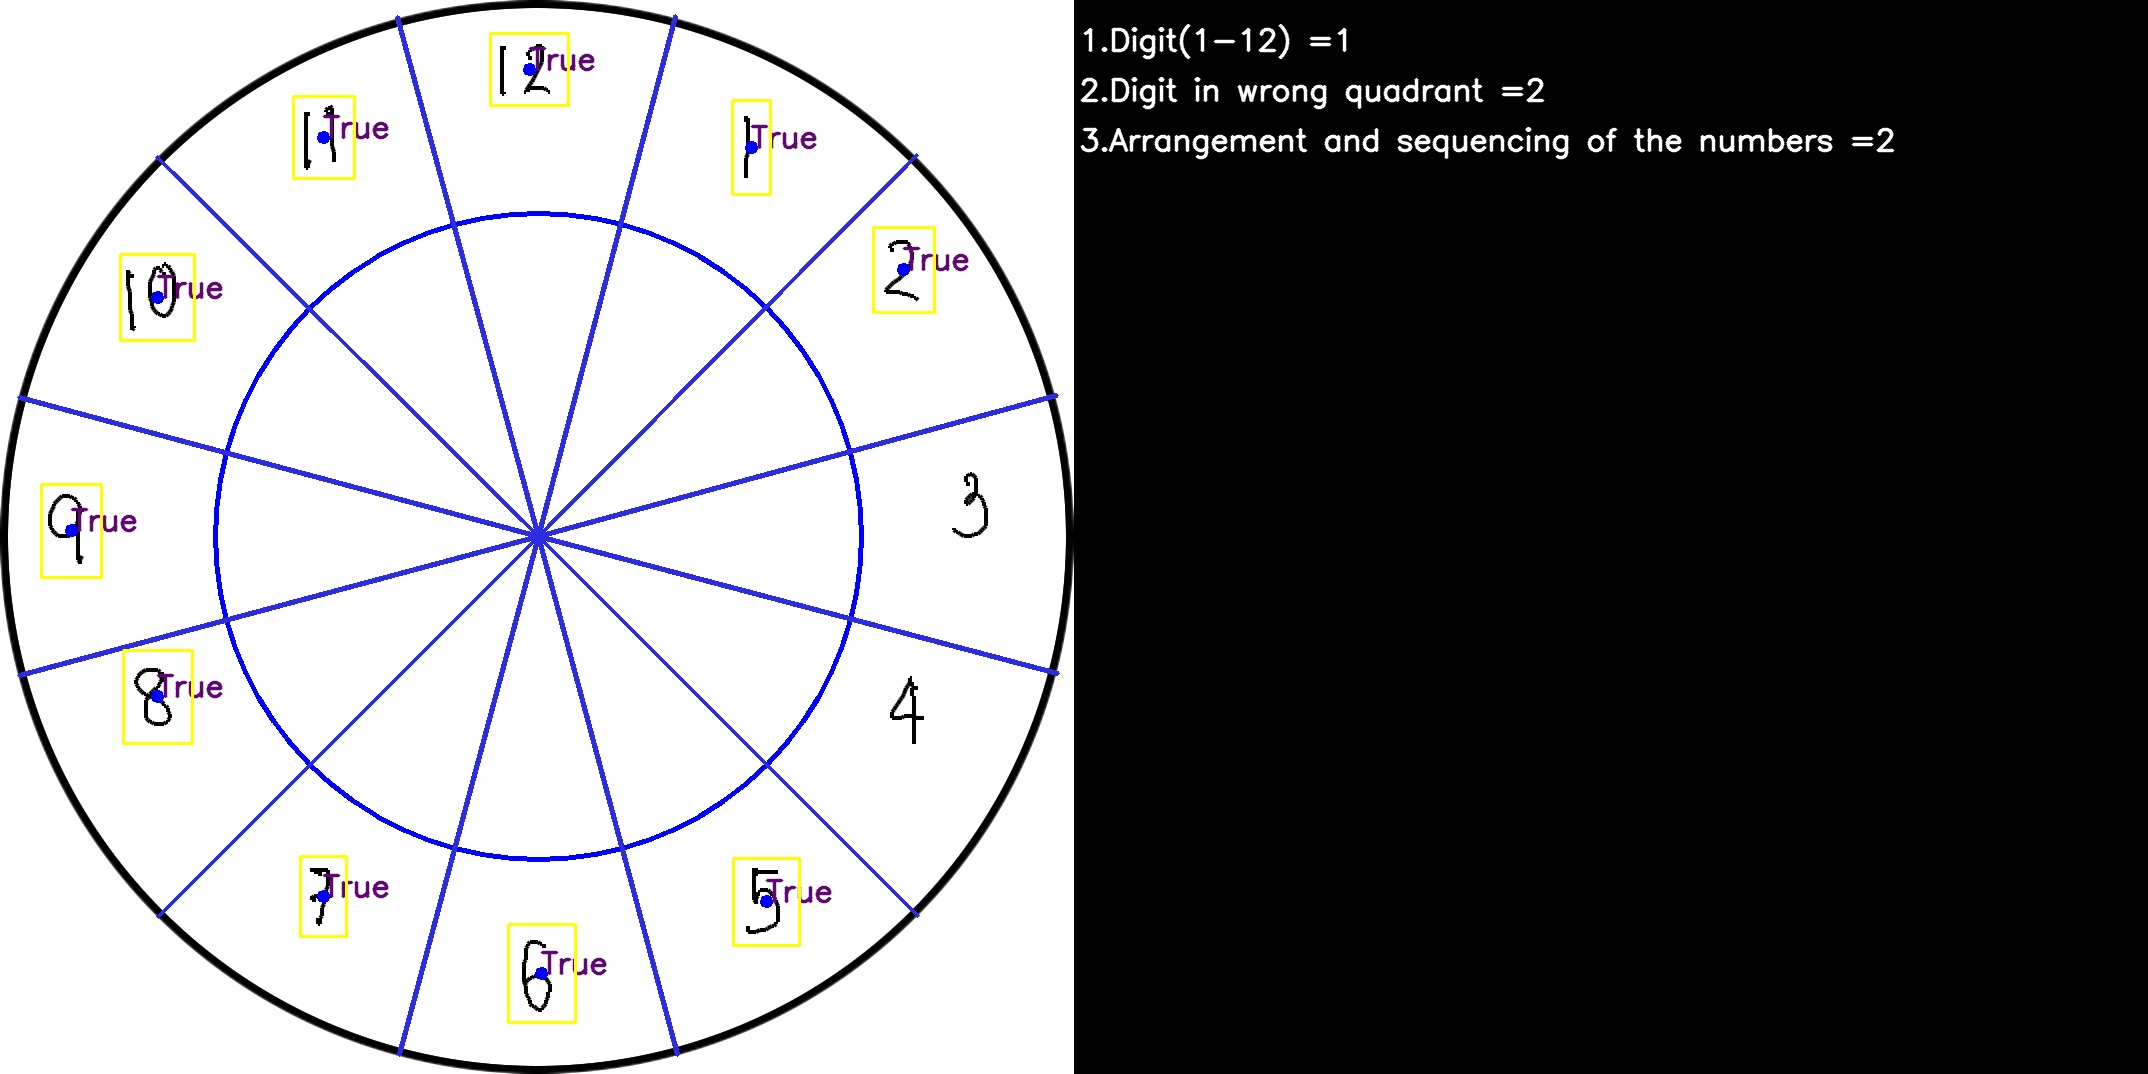 12 True
11 True
1 True
10 True
2 True
9 True
3
8 True
4
7 True
5 True
6 True
1.Digit(1-12) =1
2.Digit in wrong quadrant =2
3.Arrangement and sequencing of the numbers =2